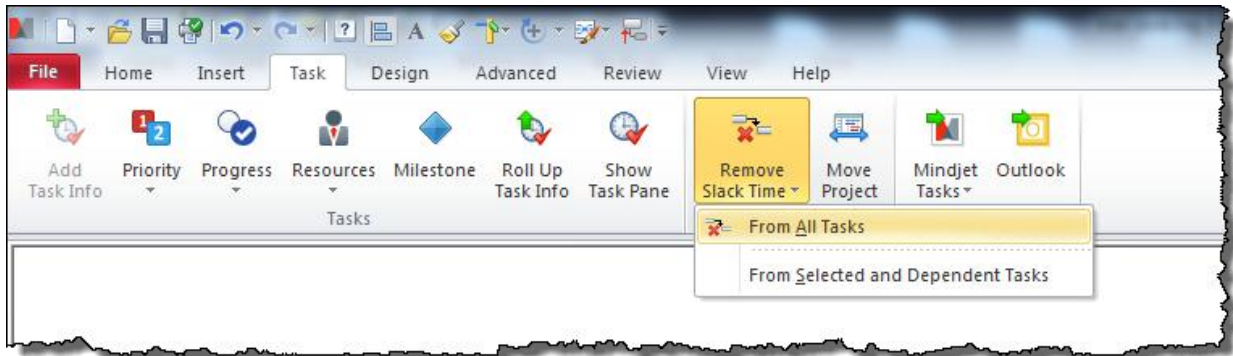 File Home Insert Task Design Advanced Review View Help
Add Task Info
Priority
Progress
Resources
Milestone
Roll Up Task Info
Show Task Pane
Remove Slack Time
Move Project
Mindjet Tasks
Outlook
Tasks
From All Tasks
From Selected and Dependent Tasks